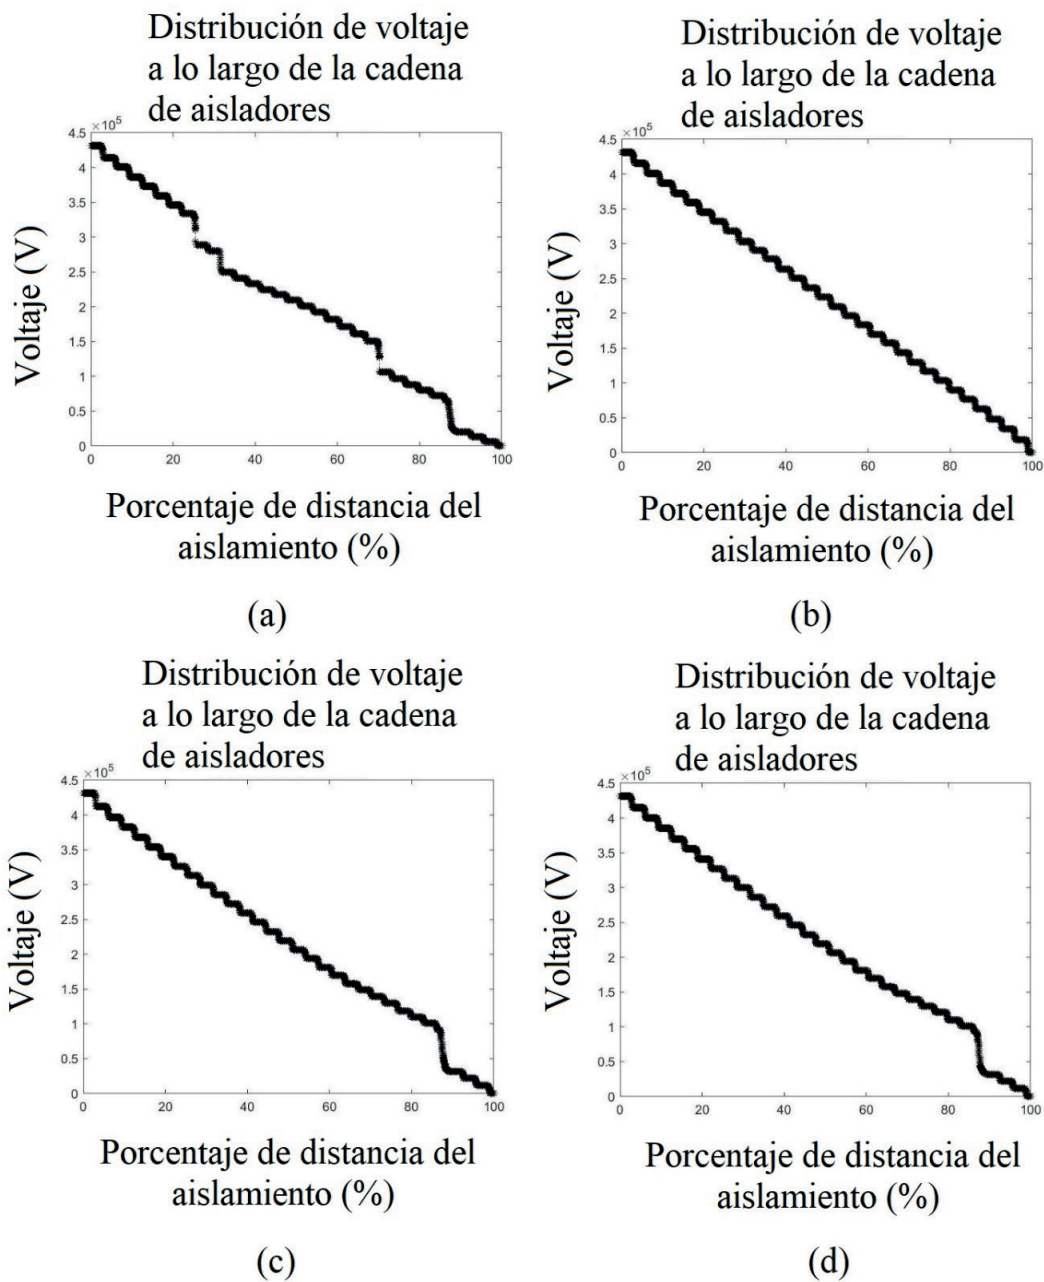 Distribución de voltaje
a lo largo de la cadena
de aisladores
×10⁵
4.5
4
3.5
3
2.5
2
1.5
1
0.5
0
0 20 40 60 80 100
Voltaje (V)
Porcentaje de distancia del
aislamiento (%)
(a)
Distribución de voltaje
a lo largo de la cadena
de aisladores
×10⁵
4.5
4
3.5
3
2.5
2
1.5
1
0.5
0
0 20 40 60 80 100
Voltaje (V)
Porcentaje de distancia del
aislamiento (%)
(b)
Distribución de voltaje
a lo largo de la cadena
de aisladores
×10⁵
4.5
4
3.5
3
2.5
2
1.5
1
0.5
0
0 20 40 60 80 100
Voltaje (V)
Porcentaje de distancia del
aislamiento (%)
(c)
Distribución de voltaje
a lo largo de la cadena
de aisladores
×10⁵
4.5
4
3.5
3
2.5
2
1.5
1
0.5
0
0 20 40 60 80 100
Voltaje (V)
Porcentaje de distancia del
aislamiento (%)
(d)